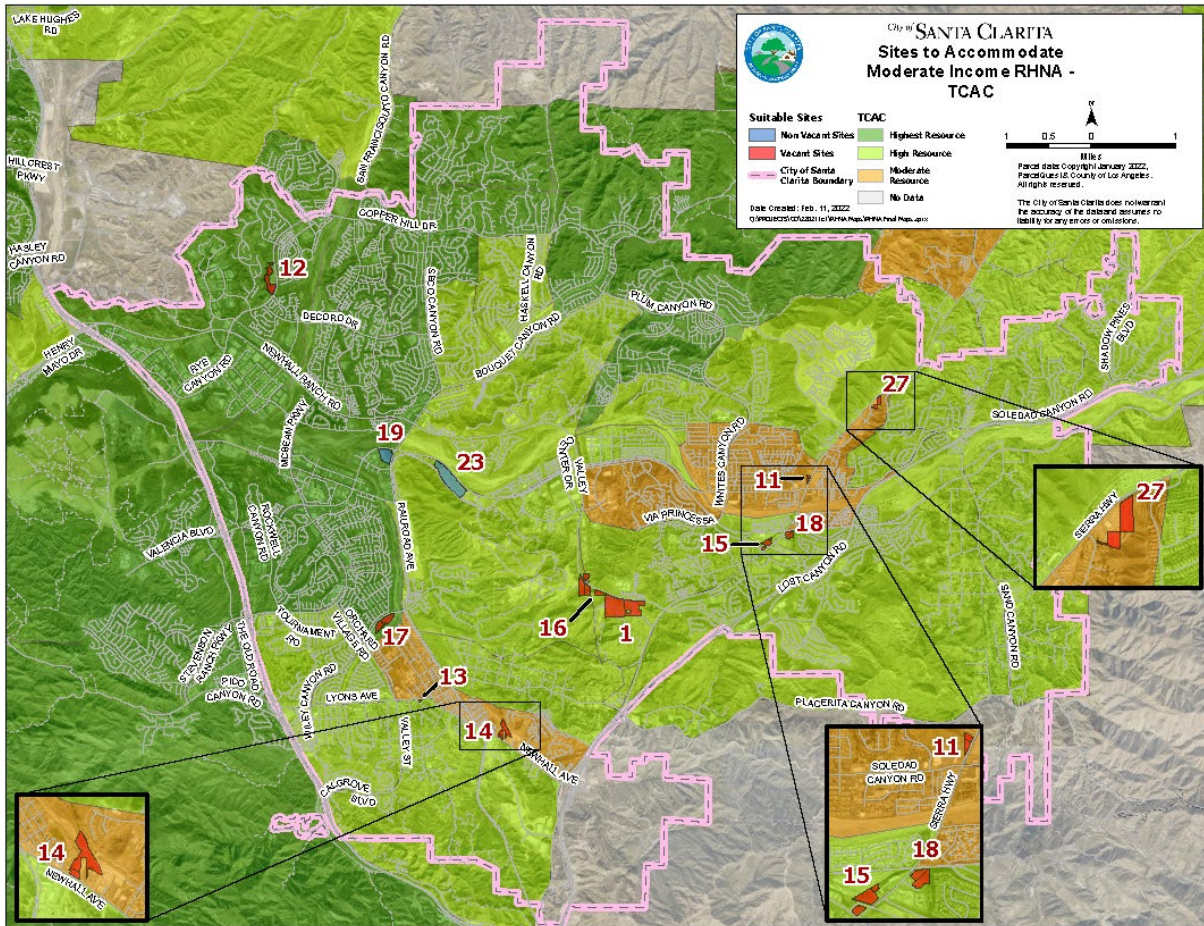 LAKE HUGHES
RD
SAN FRANCISQUITO CANYON RD
HILLCREST
PKWY
HASLEY
CANYON RD
COPPER HILL DR
12
DECORO DR
SECO CANYON RD
HASKELL CANYON
RD
PLUM CANYON RD
BOUQUET CANYON RD
HENRY
MAYO DR
RYE
CANYON RD
NEWHALL RANCH RD
MCBEAN PKWY
19
23
VALLEY
CENTER DR
WHITES CANYON RD
27
SHADOW PINES
BLVD
SOLEDAD CANYON RD
11
VIA PRINCESSA
18
15
LOST CANYON RD
SAND CANYON RD
RAILROAD AVE
VALENCIA BLVD
ROCKWELL
CANYON RD
16
1
ORCHARD
VILLAGE RD
TOURNAMENT
RD
17
STEVENSON
RANCH PKWY
PICO
CANYON RD
THE OLD ROAD
WILEY CANYON RD
LYONS AVE
13
VALLEY ST
14
NEWHALL AVE
PLACERITA CANYON RD
CALGROVE
BLVD
City of SANTA CLARITA
Sites to Accommodate
Moderate Income RHNA -
TCAC
Suitable Sites
Non Vacant Sites
Vacant Sites
City of Santa
Clarita Boundary
TCAC
Highest Resource
High Resource
Moderate
Resource
No Data
1 0.5 0 1
Miles
Parcel data: Copyright January 2022,
ParcelQuest & County of Los Angeles.
All rights reserved.
The City of Santa Clarita does not warrant
the accuracy of the data and assumes no
liability for any errors or omissions.
Date Created: Feb. 11, 2022
SIERRA HWY
27
11
SOLEDAD
CANYON RD
SIERRA HWY
18
15
14
NEWHALL AVE